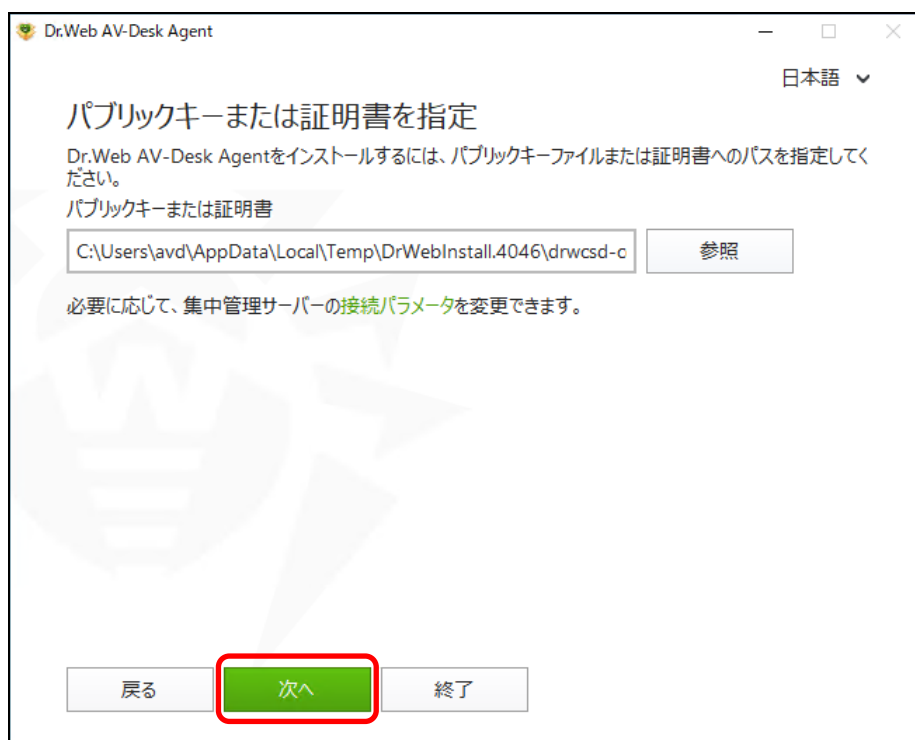 Dr.Web AV-Desk Agent
日本語
パブリックキーまたは証明書を指定
Dr.Web AV-Desk Agentをインストールするには、パブリックキーファイルまたは証明書へのパスを指定してく
ださい。
パブリックキーまたは証明書
C:\Users\avd\AppData\Local\Temp\DrWebInstall.4046\drwcsd-o
参照
必要に応じて、集中管理サーバーの接続パラメータを変更できます。
戻る
次へ
終了